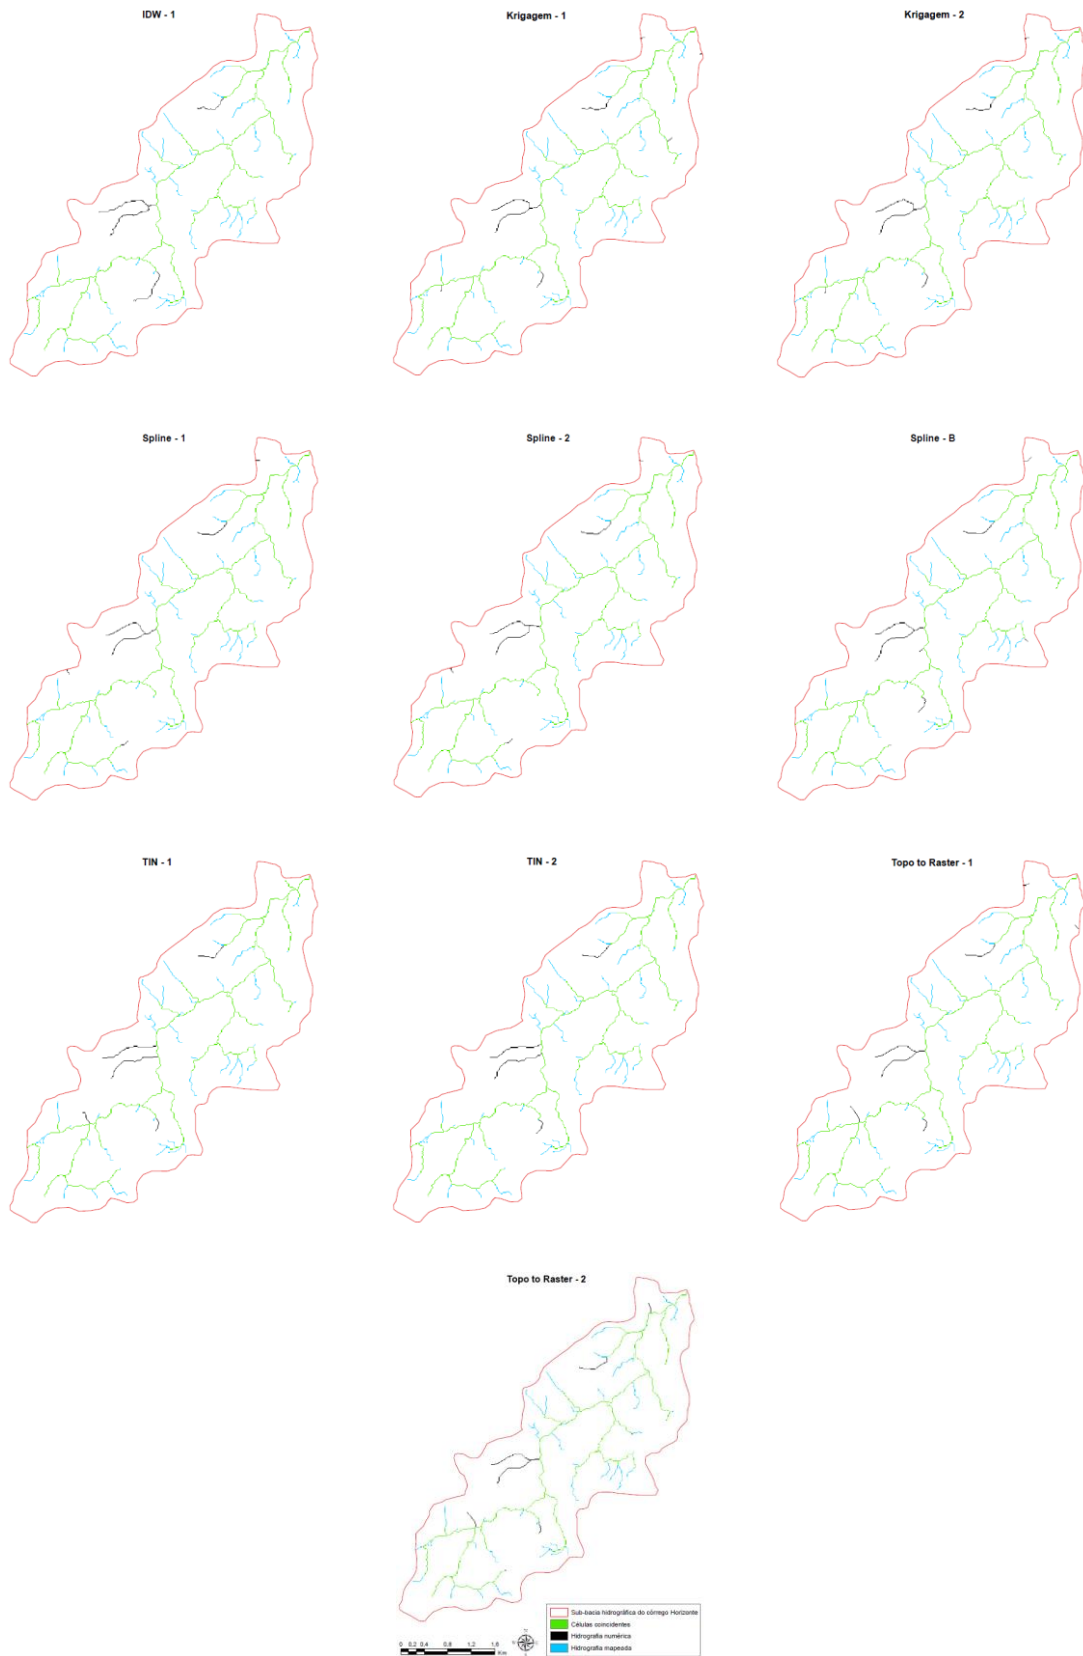 IDW - 1
Krigagem - 1
Krigagem - 2
Spline - 1
Spline - 2
Spline - B
TIN - 1
TIN - 2
Topo to Raster - 1
Topo to Raster - 2
Sub-bacia hidrográfica do córrego Horizonte
Células coincidentes
Hidrografia numérica
Hidrografia mapeada
0 0,2 0,4 0,8 1,2 1,6
Km